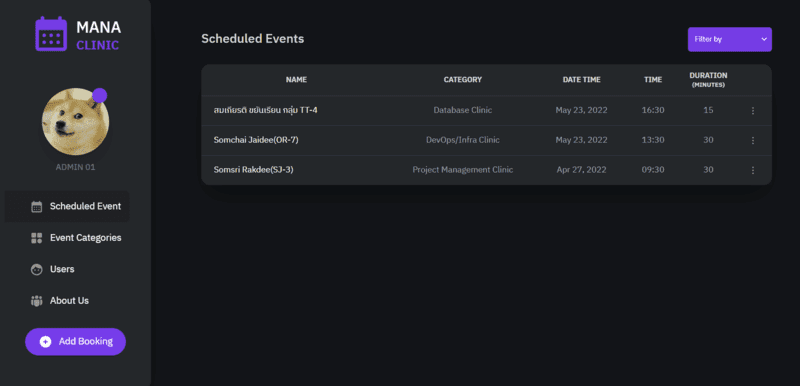 MANA
CLINIC
ADMIN 01
Scheduled Event
Event Categories
Users
About Us
Add Booking
Scheduled Events
Filter by
NAME CATEGORY DATE TIME TIME DURATION (MINUTES)
สมเกียรติ ขยันเรียน กลุ่ม TT-4 Database Clinic May 23, 2022 16:30 15
Somchai Jaidee(OR-7) DevOps/Infra Clinic May 23, 2022 13:30 30
Somsri Rakdee(SJ-3) Project Management Clinic Apr 27, 2022 09:30 30